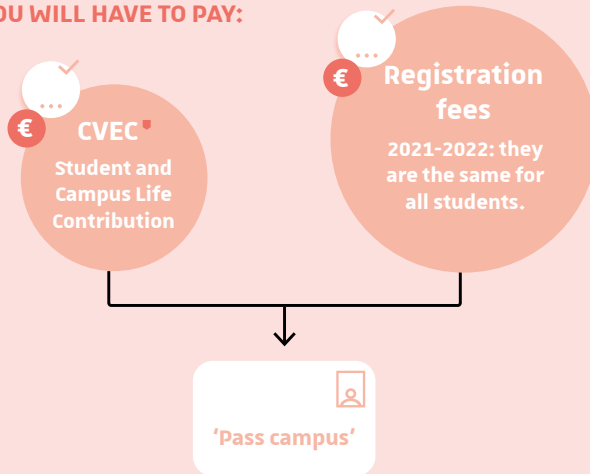 OU WILL HAVE TO PAY:
€
CVEC
Student and
Campus Life
Contribution
€
Registration
fees
2021-2022: they
are the same for
all students.
‘Pass campus’